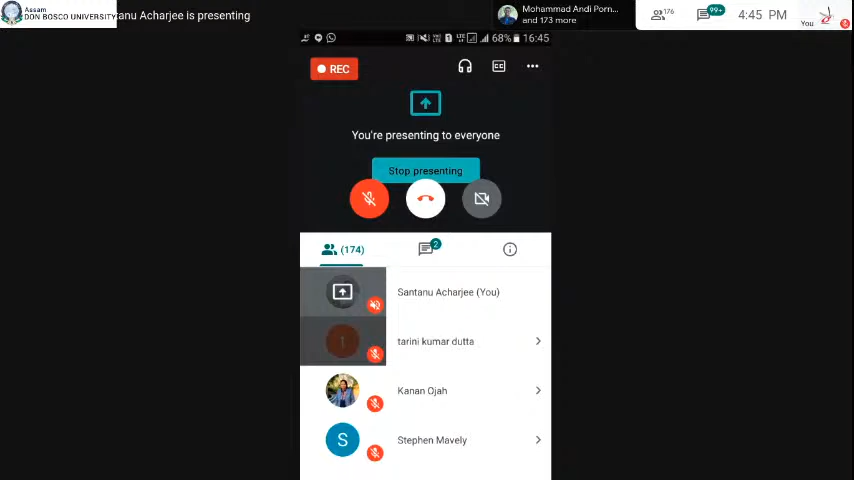 Assam
DON BOSCO UNIVERSITY
tanu Acharjee is presenting
Mohammad Andi Porn...
and 173 more
176
99+
4:45 PM
You
68% 16:45
REC
CC
You're presenting to everyone
Stop presenting
(174)
2
Santanu Acharjee (You)
t
tarini kumar dutta
Kanan Ojah
S
Stephen Mavely